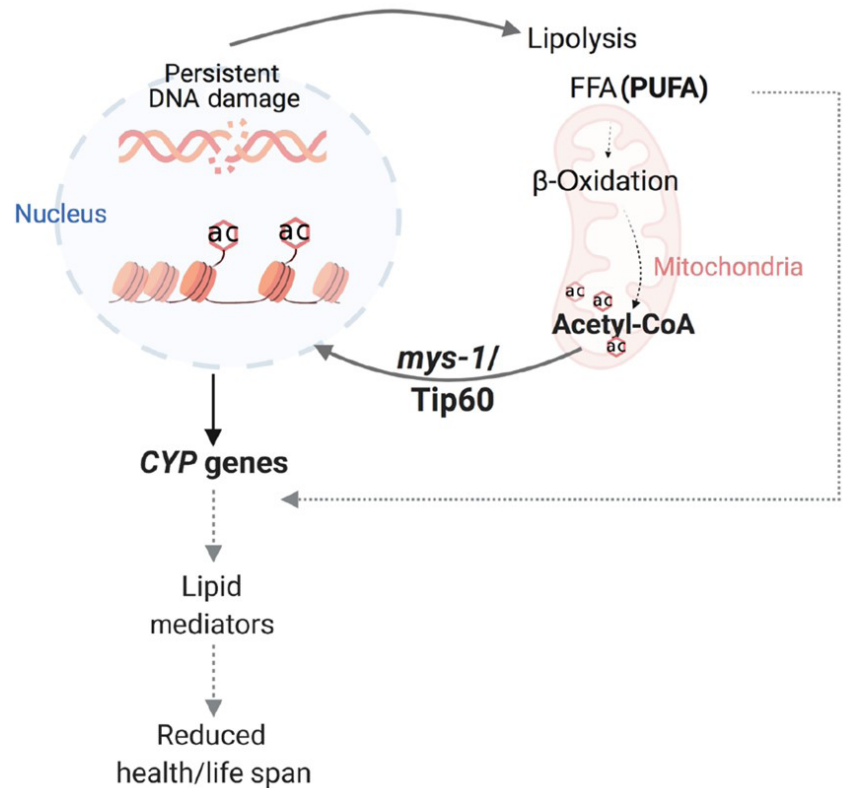 Persistent
DNA damage
Nucleus
ac
ac
Lipolysis
FFA (PUFA)
β-Oxidation
Mitochondria
ac
ac
Acetyl-CoA
ac
mys-1/
Tip60
CYP genes
Lipid
mediators
Reduced
health/life span